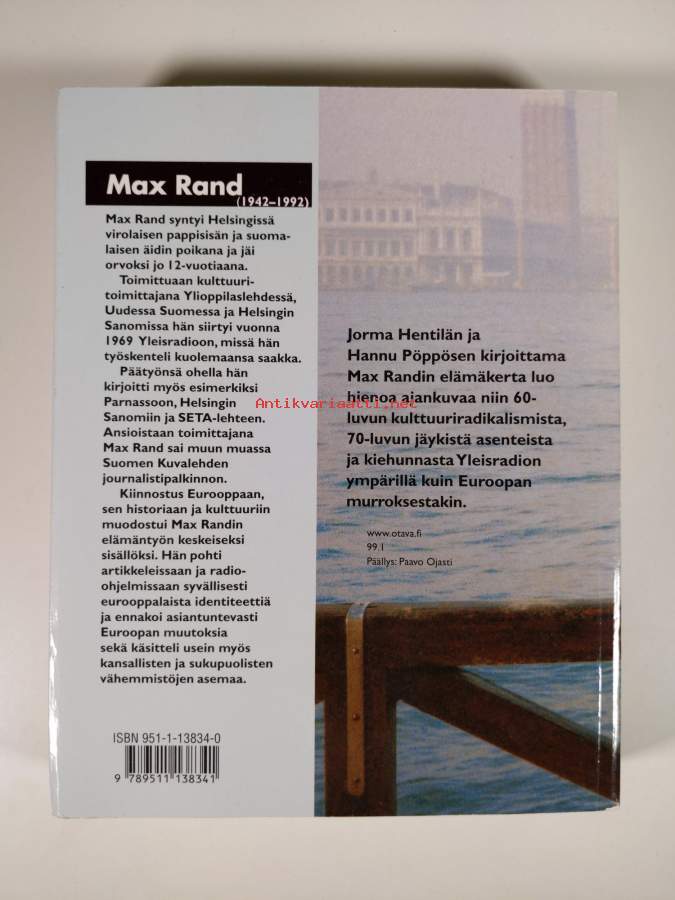 Max Rand
(1942–1992)
Max Rand syntyi Helsingissä
virolaisen pappisisän ja suoma-
laisen äidin poikana ja jäi
orvoksi jo 12-vuotiaana.
Toimittuaan kulttuuri-
toimittajana Ylioppilaslehdessä,
Uudessa Suomessa ja Helsingin
Sanomissa hän siirtyi vuonna
1969 Yleisradioon, missä hän
työskenteli kuolemaansa saakka.
Päätyönsä ohella hän
kirjoitti myös esimerkiksi
Parnassoon, Helsingin
Sanomiin ja SETA-lehteen.
Ansioistaan toimittajana
Max Rand sai muun muassa
Suomen Kuvalehden
journalistipalkinnon.
Kiinnostus Eurooppaan,
sen historiaan ja kulttuuriin
muodostui Max Randin
elämäntyön keskeiseksi
sisällöksi. Hän pohti
artikkeleissaan ja radio-
ohjelmissaan syvällisesti
eurooppalaista identiteettiä
ja ennakoi asiantuntevasti
Euroopan muutoksia
sekä käsitteli usein myös
kansallisten ja sukupuolisten
vähemmistöjen asemaa.
ISBN 951-1-13834-0
9 789511 138341
Jorma Hentilän ja
Hannu Pöppösen kirjoittama
Max Randin elämäkerta luo
hienoa ajankuvaa niin 60-
luvun kulttuuriradikalismista,
70-luvun jäykistä asenteista
ja kiehunnasta Yleisradion
ympärillä kuin Euroopan
murroksestakin.
www.otava.fi
99.1
Päällys: Paavo Ojasti
Antikvariaatti.net